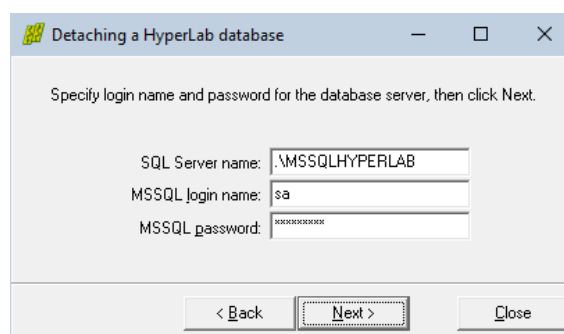 Detaching a HyperLab database
Specify login name and password for the database server, then click Next.
SQL Server name: .\MSSQLHYPERLAB
MSSQL login name: sa
MSSQL password: *********
< Back Next > Close